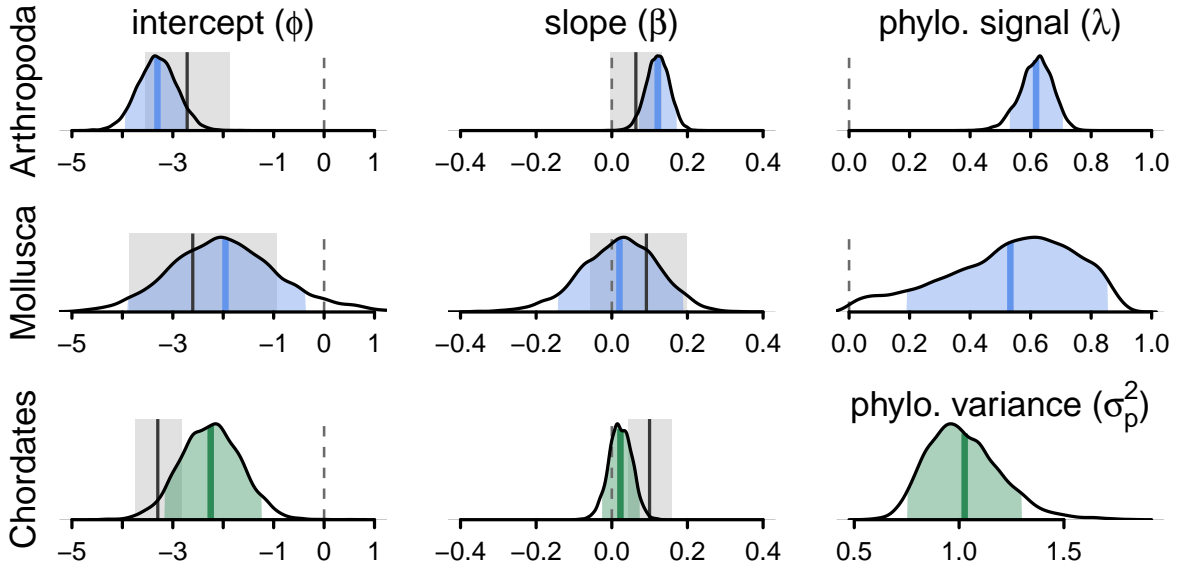 intercept (ϕ) slope (β) phylo. signal (λ)
Arthropoda
−5 −3 −1 0 1 −0.4 −0.2 0.0 0.2 0.4 0.0 0.2 0.4 0.6 0.8 1.0
Mollusca
−5 −3 −1 0 1 −0.4 −0.2 0.0 0.2 0.4 0.0 0.2 0.4 0.6 0.8 1.0
phylo. variance (σ²ₚ)
Chordates
−5 −3 −1 0 1 −0.4 −0.2 0.0 0.2 0.4 0.5 1.0 1.5